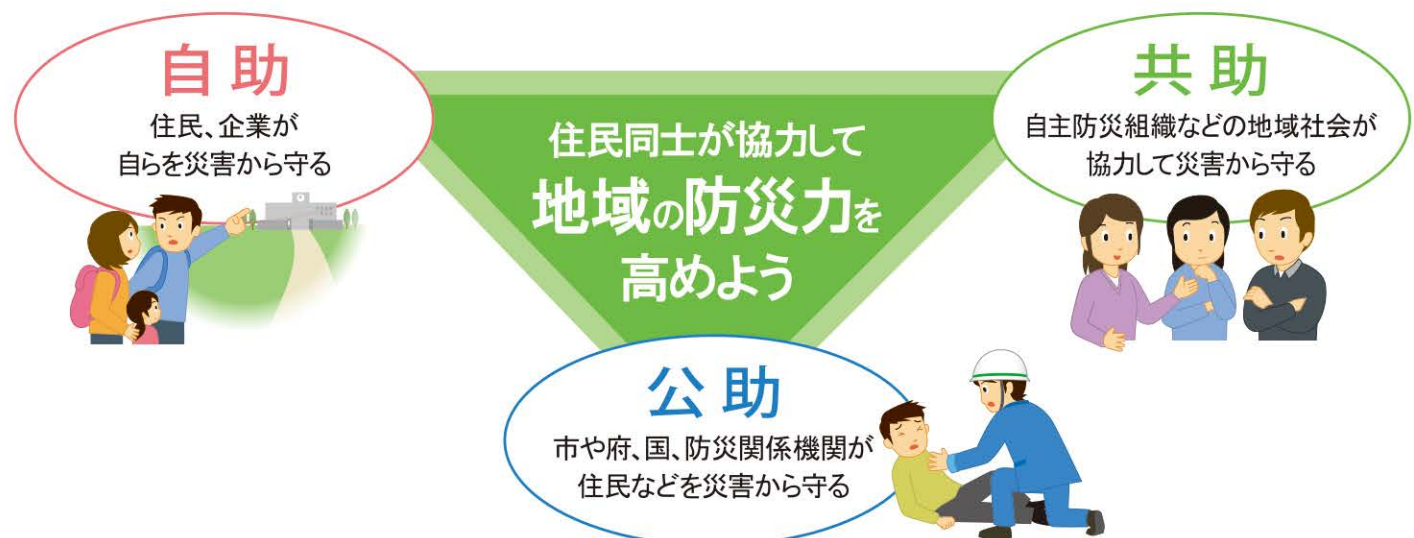 自助
住民、企業が
自らを災害から守る
共助
自主防災組織などの地域社会が
協力して災害から守る
住民同士が協力して
地域の防災力を
高めよう
公助
市や府、国、防災関係機関が
住民などを災害から守る